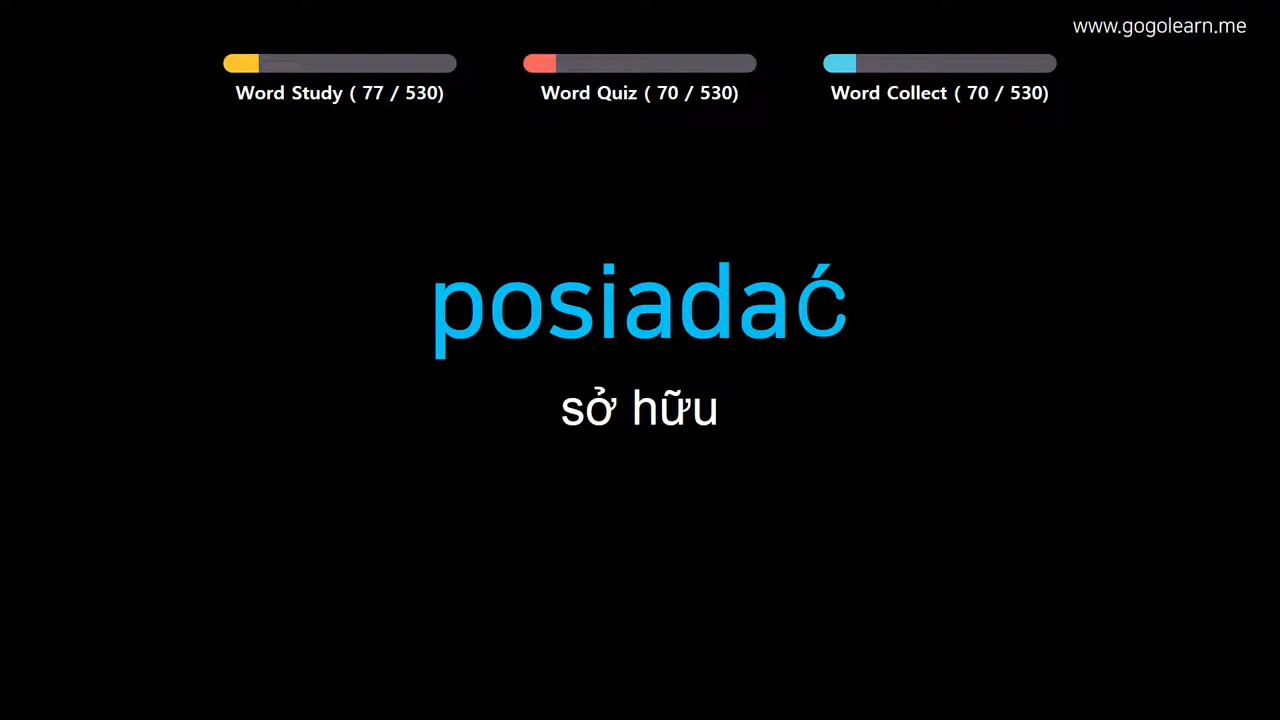 www.gogolearn.me
Word Study ( 77 / 530)
Word Quiz ( 70 / 530)
Word Collect ( 70 / 530)
posiadać
sở hữu